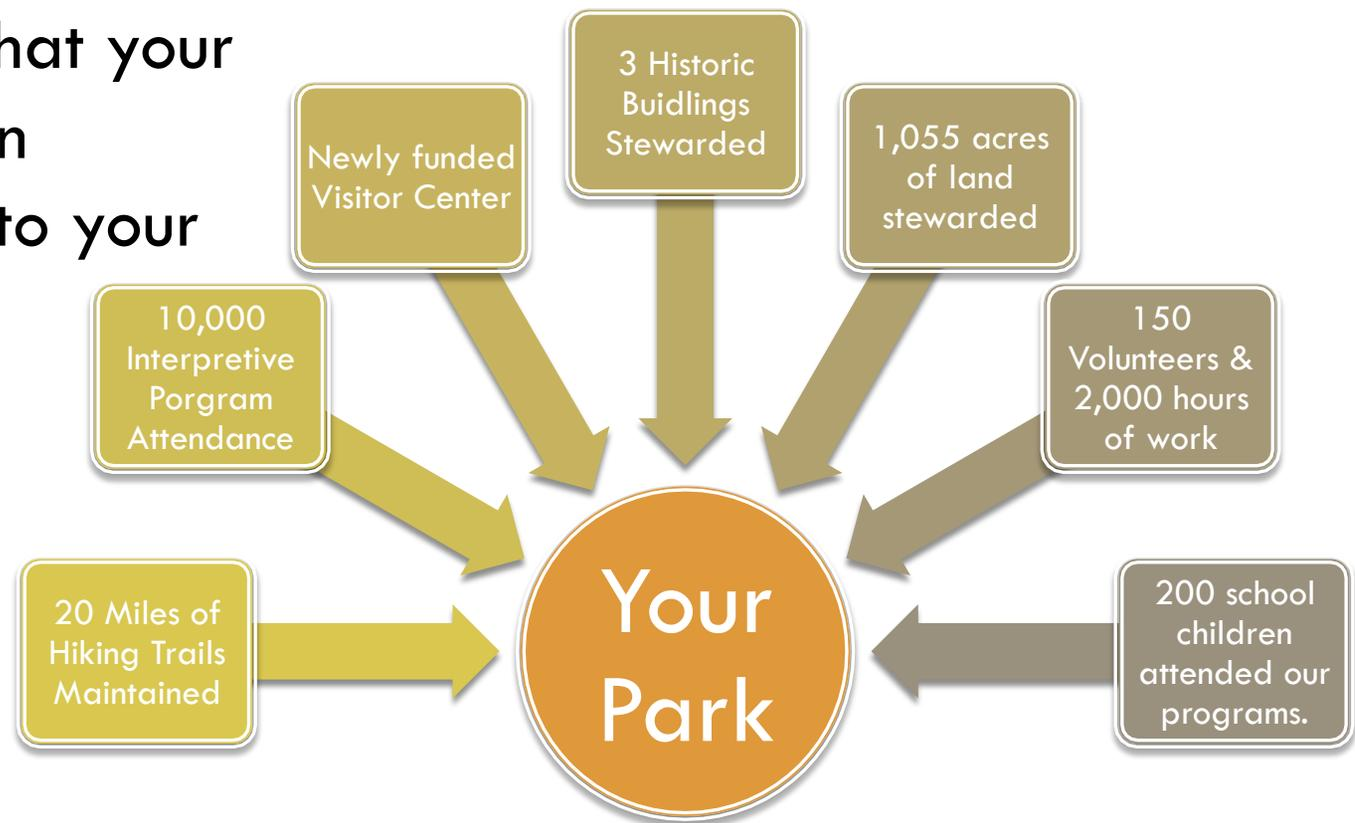 hat your
n
to your
20 Miles of
Hiking Trails
Maintained
10,000
Interpretive
Porgram
Attendance
Newly funded
Visitor Center
3 Historic
Buidlings
Stewarded
1,055 acres
of land
stewarded
150
Volunteers &
2,000 hours
of work
200 school
children
attended our
programs.
Your
Park